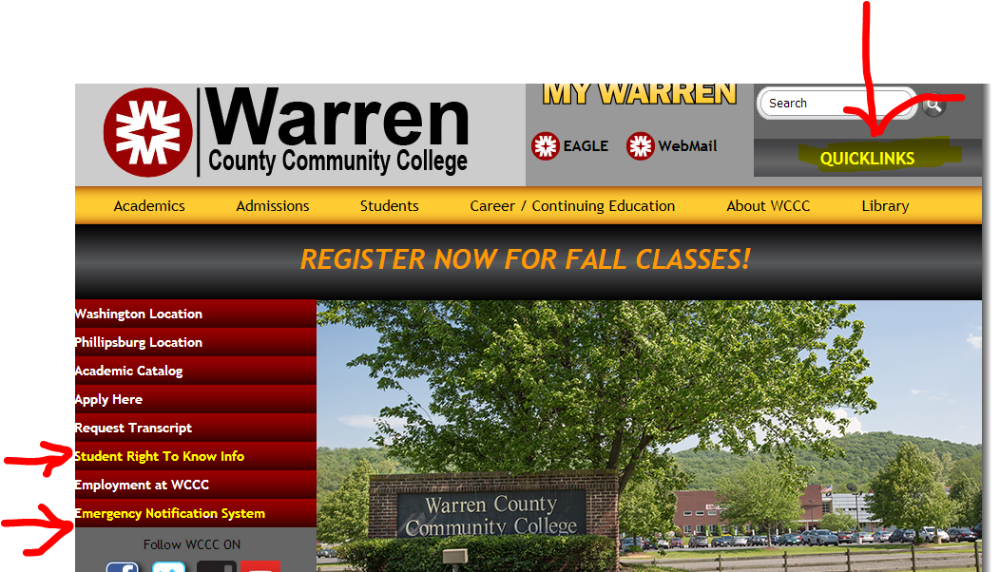 Warren
County Community College
MY WARREN
EAGLE
WebMail
Search
QUICKLINKS
Academics
Admissions
Students
Career / Continuing Education
About WCCC
Library
REGISTER NOW FOR FALL CLASSES!
Washington Location
Phillipsburg Location
Academic Catalog
Apply Here
Request Transcript
Student Right To Know Info
Employment at WCCC
Emergency Notification System
Follow WCCC ON
Warren County
Community College